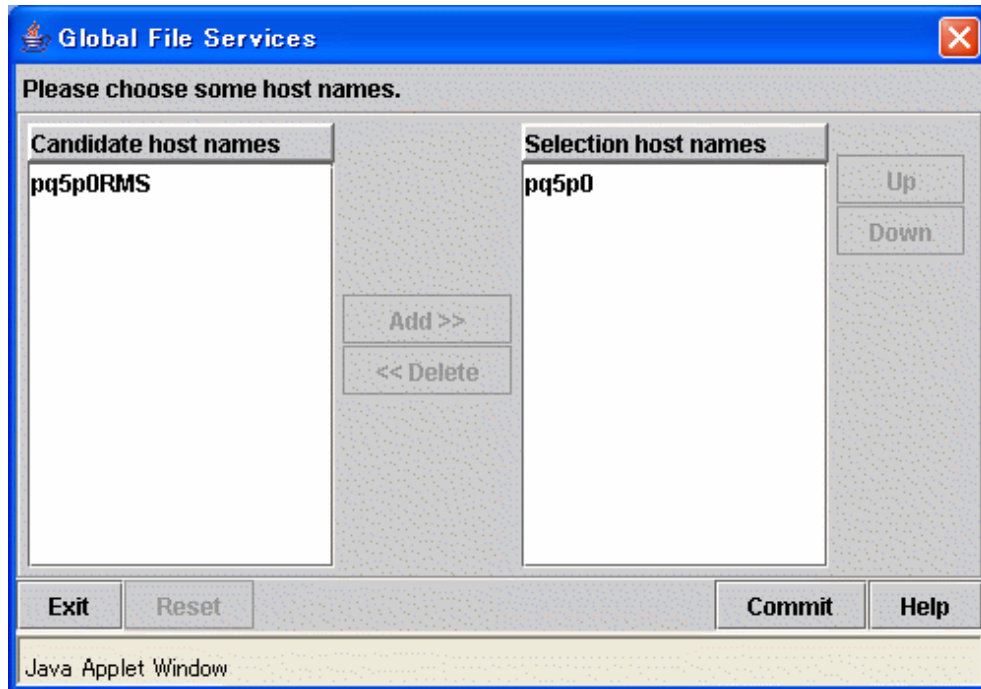 Global File Services
Please choose some host names.
Candidate host names
pq5p0RMS
Add >>
<< Delete
Selection host names
pq5p0
Up
Down
Exit
Reset
Commit
Help
Java Applet Window